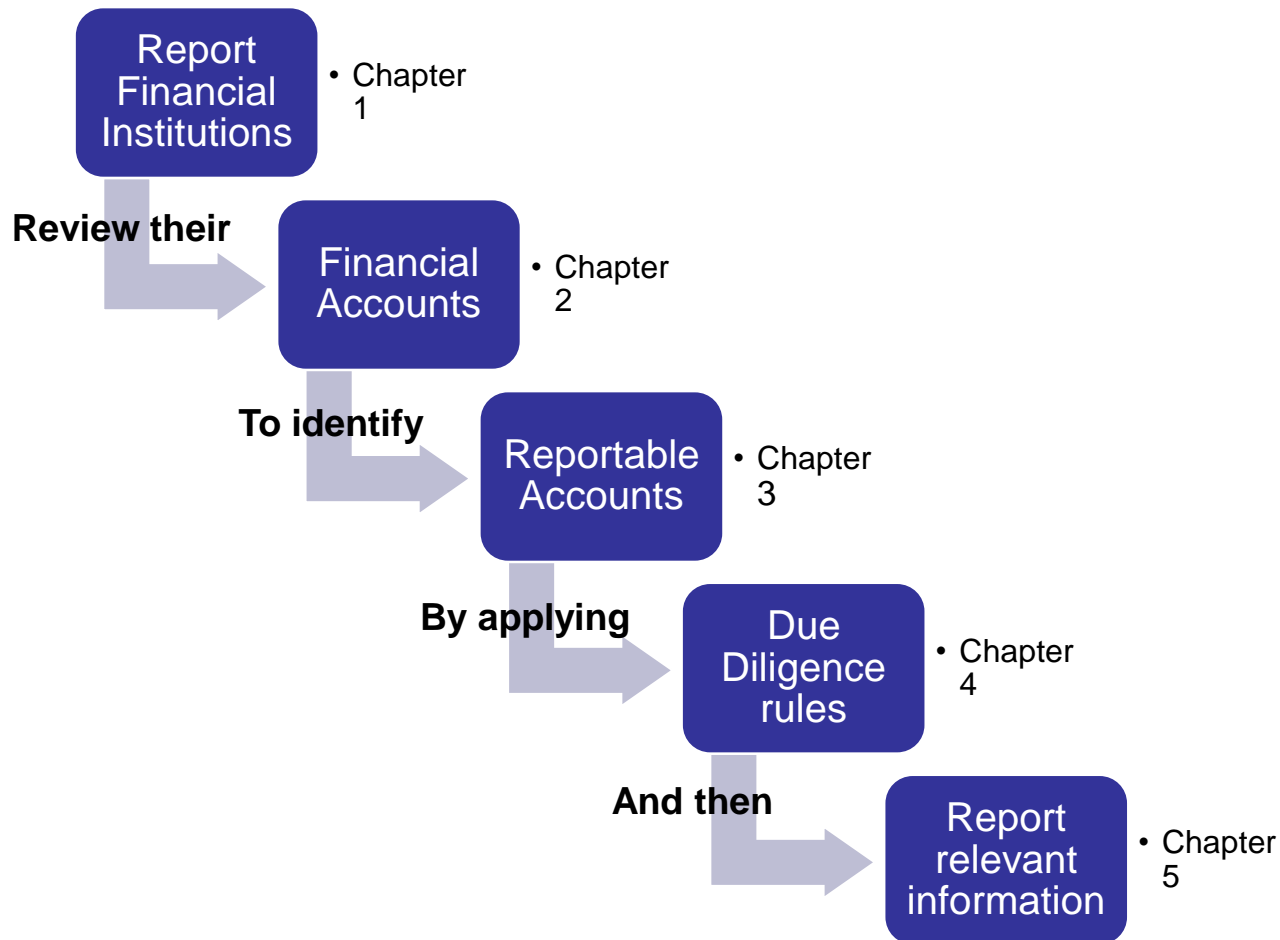 Report
Financial
Institutions
• Chapter
1
Review their
Financial
Accounts
• Chapter
2
To identify
Reportable
Accounts
• Chapter
3
By applying
Due
Diligence
rules
• Chapter
4
And then
Report
relevant
information
• Chapter
5